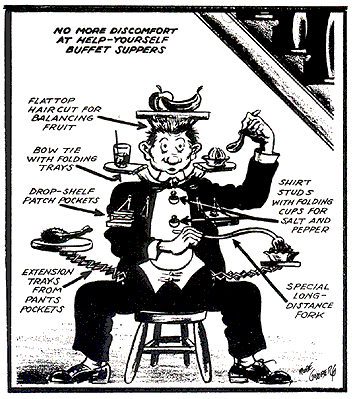 NO MORE DISCOMFORT
AT HELP-YOURSELF
BUFFET SUPPERS
FLATTOP
HAIRCUT FOR
BALANCING
FRUIT
BOW TIE
WITH FOLDING
TRAYS
DROP-SHELF
PATCH POCKETS
EXTENSION
TRAYS
FROM
PANTS
POCKETS
SHIRT
STUDS
WITH FOLDING
CUPS FOR
SALT AND
PEPPER
SPECIAL
LONG-
DISTANCE
FORK